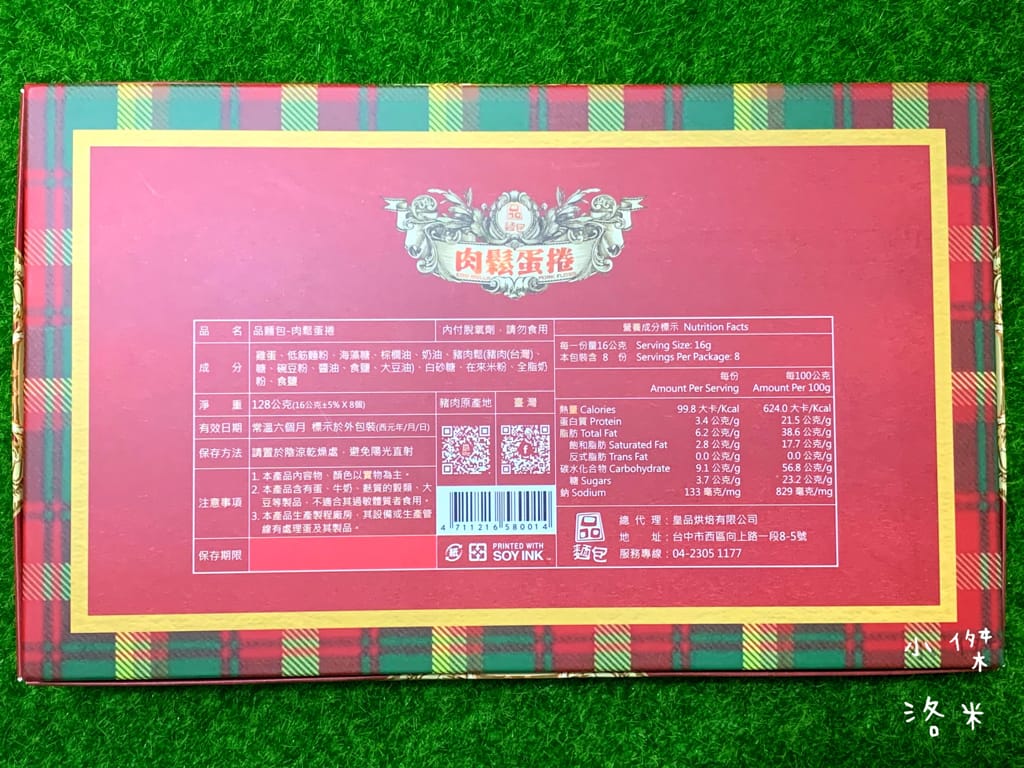 品
麵包
肉鬆蛋捲
品 名 品麵包-肉鬆蛋捲 內付脫氧劑，請勿食用
成 分 雞蛋、低筋麵粉、海藻糖、棕櫚油、奶油、豬肉鬆(豬肉(台灣)、
糖、碗豆粉、醬油、食鹽、大豆油)、白砂糖、在來米粉、全脂奶
粉、食鹽
淨 重 128公克(16公克±5% X 8個) 豬肉原產地 臺灣
有效日期 常溫六個月 標示於外包裝(西元年/月/日)
保存方法 請置於陰涼乾燥處，避免陽光直射
注意事項 1. 本產品內容物、顏色以實物為主。
2. 本產品含有蛋、牛奶、麩質的穀類、大
豆等製品，不適合其過敏體質者食用。
3. 本產品生產製程廠房，其設備或生產管
線有處理蛋及其製品。
保存期限
4 711216 580014
PRINTED WITH
SOY INK
營養成分標示 Nutrition Facts
每一份量16公克 Serving Size: 16g
本包裝含 8 份 Servings Per Package: 8
每份 每100公克
Amount Per Serving Amount Per 100g
熱量 Calories 99.8 大卡/Kcal 624.0 大卡/Kcal
蛋白質 Protein 3.4 公克/g 21.5 公克/g
脂肪 Total Fat 6.2 公克/g 38.6 公克/g
飽和脂肪 Saturated Fat 2.8 公克/g 17.7 公克/g
反式脂肪 Trans Fat 0.0 公克/g 0.0 公克/g
碳水化合物 Carbohydrate 9.1 公克/g 56.8 公克/g
糖 Sugars 3.7 公克/g 23.2 公克/g
鈉 Sodium 133 毫克/mg 829 毫克/mg
品
麵包
總 代 理：皇品烘焙有限公司
地 址：台中市西區向上路一段8-5號
服務專線：04-2305 1177
小
洛米